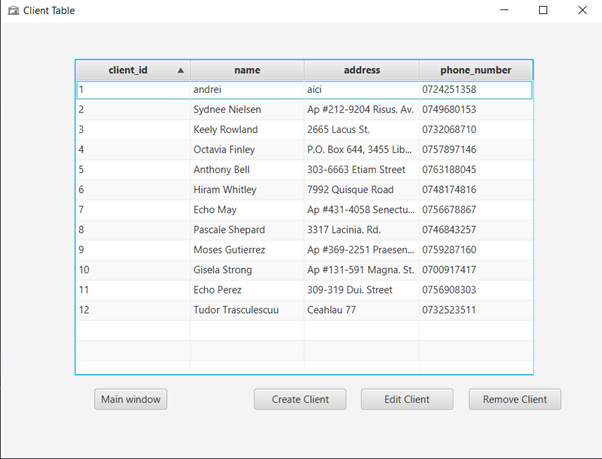 Client Table
client_id name address phone_number
1 andrei aici 0724251358
2 Sydnee Nielsen Ap #212-9204 Risus. Av. 0749680153
3 Keely Rowland 2665 Lacus St. 0732068710
4 Octavia Finley P.O. Box 644, 3455 Lib... 0757897146
5 Anthony Bell 303-6663 Etiam Street 0763188045
6 Hiram Whitley 7992 Quisque Road 0748174816
7 Echo May Ap #431-4058 Senectu... 0756678867
8 Pascale Shepard 3317 Lacinia. Rd. 0746843257
9 Moses Gutierrez Ap #369-2251 Praesen... 0759287160
10 Gisela Strong Ap #131-591 Magna. St. 0700917417
11 Echo Perez 309-319 Dui. Street 0756908303
12 Tudor Trasculescuu Ceahlau 77 0732523511
Main window Create Client Edit Client Remove Client